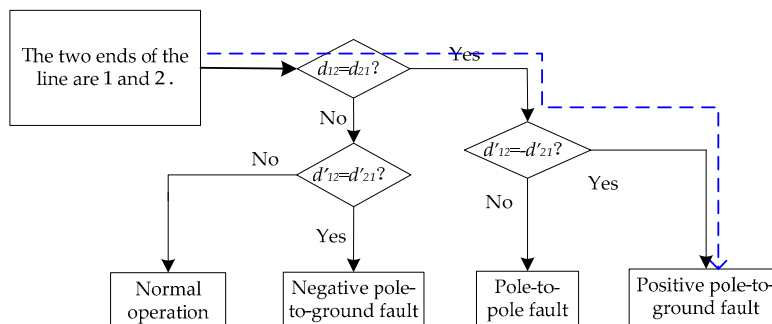 The two ends of the
line are 1 and 2.
d12=d21?
Yes
No
d'12=d'21?
d'12=-d'21?
No
Yes
No
Yes
Normal
operation
Negative pole-
to-ground fault
Pole-to-
pole fault
Positive pole-to-
ground fault